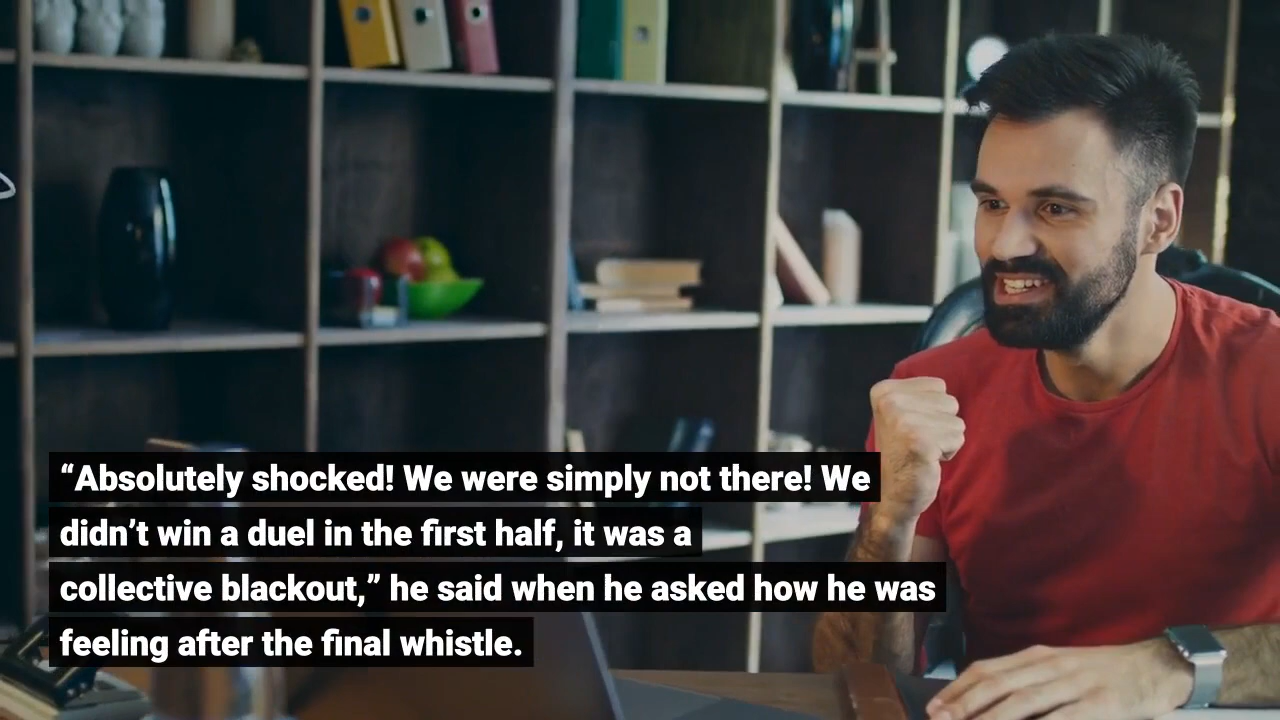 “Absolutely shocked! We were simply not there! We
didn’t win a duel in the first half, it was a
collective blackout,” he said when he asked how he was
feeling after the final whistle.